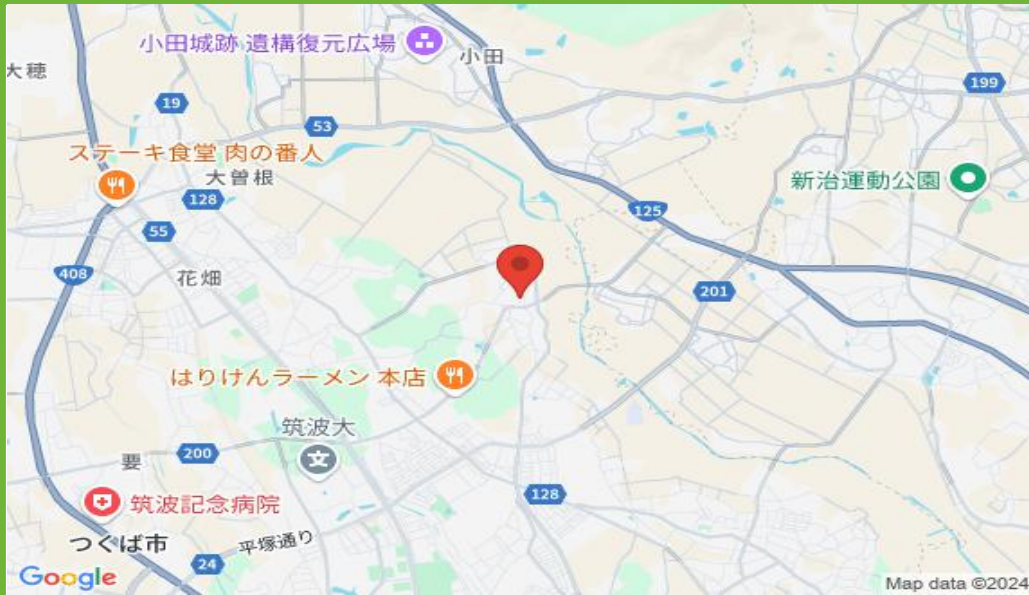 小田城跡 遺構復元広場
小田
大穂
199
19
53
ステーキ食堂 肉の番人
大曽根
新治運動公園
128
125
55
408
花畑
201
はりけんラーメン 本店
筑波大
200
要
128
筑波記念病院
つくば市
平塚通り
24
Google
Map data ©2024